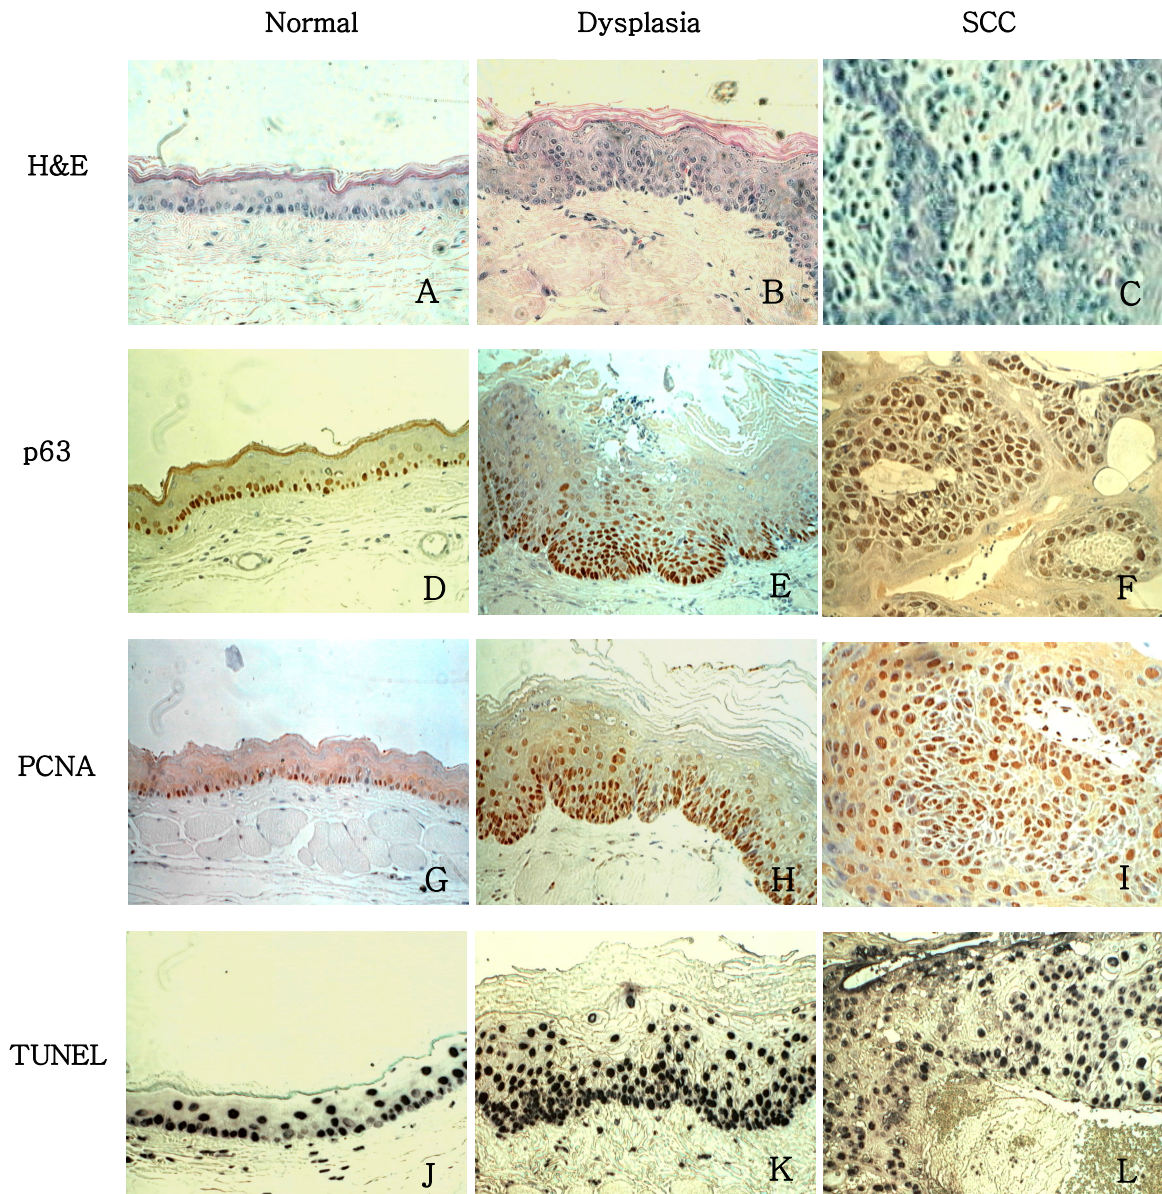 Normal Dysplasia SCC
H&E
A B C
p63
D E F
PCNA
G H I
TUNEL
J K L